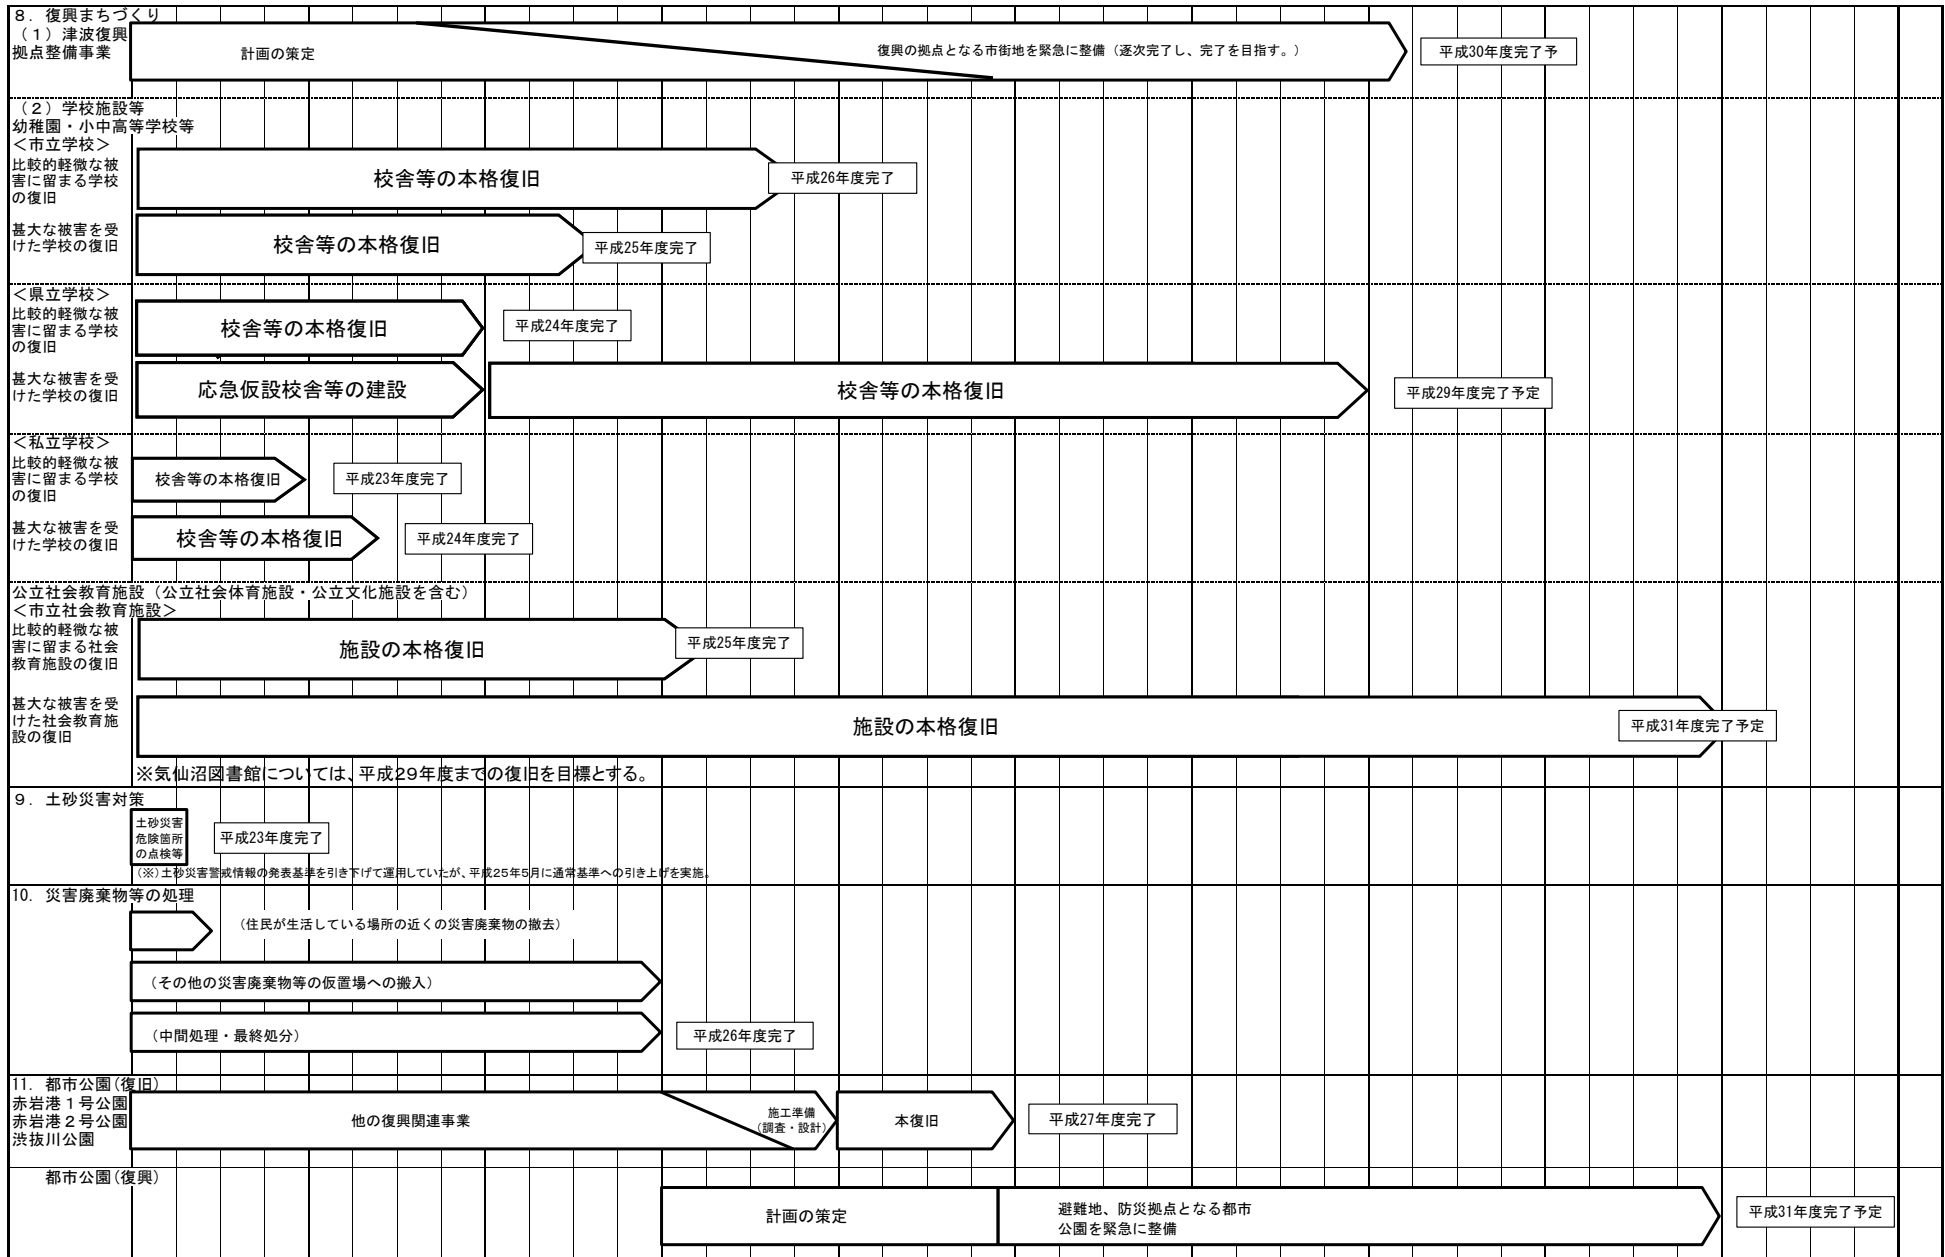 ８．復興まちづくり
（１）津波復興
拠点整備事業
計画の策定
復興の拠点となる市街地を緊急に整備（逐次完了し、完了を目指す。）
平成30年度完了予
（２）学校施設等
幼稚園・小中高等学校等
＜市立学校＞
比較的軽微な被
害に留まる学校
の復旧
校舎等の本格復旧
平成26年度完了
甚大な被害を受
けた学校の復旧
校舎等の本格復旧
平成25年度完了
＜県立学校＞
比較的軽微な被
害に留まる学校
の復旧
校舎等の本格復旧
平成24年度完了
甚大な被害を受
けた学校の復旧
応急仮設校舎等の建設
校舎等の本格復旧
平成29年度完了予定
＜私立学校＞
比較的軽微な被
害に留まる学校
の復旧
校舎等の本格復旧
平成23年度完了
甚大な被害を受
けた学校の復旧
校舎等の本格復旧
平成24年度完了
公立社会教育施設（公立社会体育施設・公立文化施設を含む）
＜市立社会教育施設＞
比較的軽微な被
害に留まる社会
教育施設の復旧
施設の本格復旧
平成25年度完了
甚大な被害を受
けた社会教育施
設の復旧
施設の本格復旧
平成31年度完了予定
※気仙沼図書館については、平成29年度までの復旧を目標とする。
９．土砂災害対策
土砂災害
危険箇所
の点検等
平成23年度完了
（※）土砂災害警戒情報の発表基準を引き下げて運用していたが、平成25年5月に通常基準への引き上げを実施。
10．災害廃棄物等の処理
（住民が生活している場所の近くの災害廃棄物の撤去）
（その他の災害廃棄物等の仮置場への搬入）
（中間処理・最終処分）
平成26年度完了
11．都市公園（復旧）
赤岩港１号公園
赤岩港２号公園
渋抜川公園
他の復興関連事業
施工準備
（調査・設計）
本復旧
平成27年度完了
都市公園（復興）
計画の策定
避難地、防災拠点となる都市
公園を緊急に整備
平成31年度完了予定